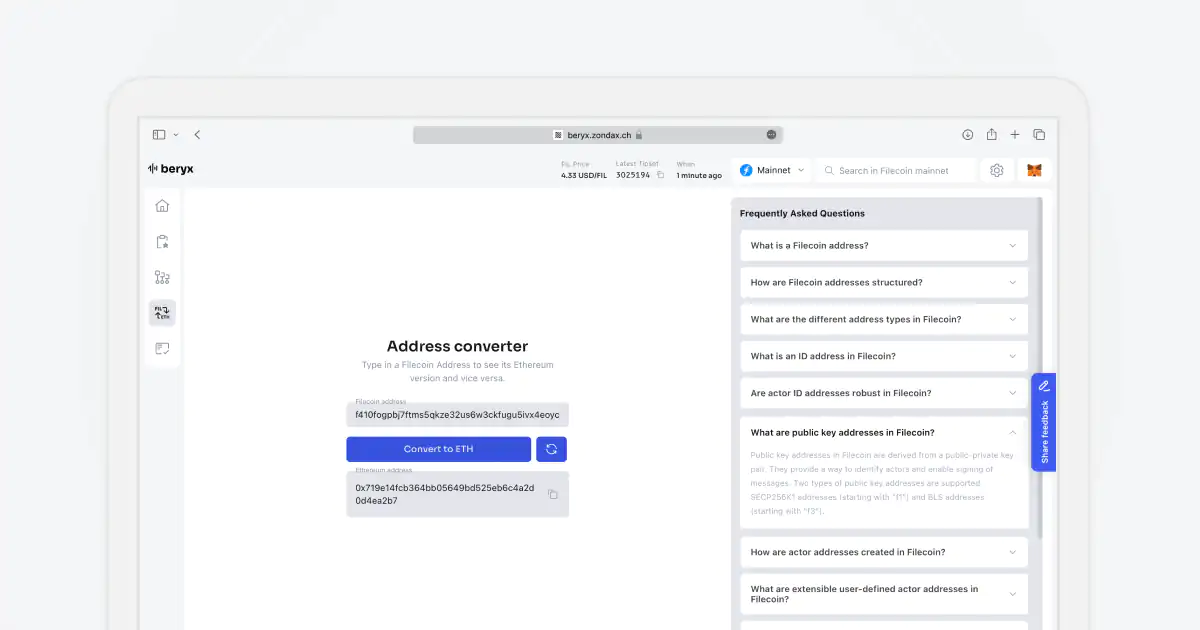 beryx.zondax.ch
beryx
FIL Price
4.33 USD/FIL
Latest Tipset
3025194
When
1 minute ago
Mainnet
Search in Filecoin mainnet
FIL
ETH
Address converter
Type in a Filecoin Address to see its Ethereum
version and vice versa.
Filecoin address
f410fogpbj7ftms5qkze32us6w3ckfugu5ivx4eoyc
Convert to ETH
Ethereum address
0x719e14fcb364bb05649bd525eb6c4a2d
0d4ea2b7
Frequently Asked Questions
What is a Filecoin address?
How are Filecoin addresses structured?
What are the different address types in Filecoin?
What is an ID address in Filecoin?
Are actor ID addresses robust in Filecoin?
What are public key addresses in Filecoin?
Public key addresses in Filecoin are derived from a public-private key
pair. They provide a way to identify actors and enable signing of
messages. Two types of public key addresses are supported
SECP256K1 addresses (starting with "f1") and BLS addresses
(starting with "f3").
How are actor addresses created in Filecoin?
What are extensible user-defined actor addresses in
Filecoin?
Share feedback